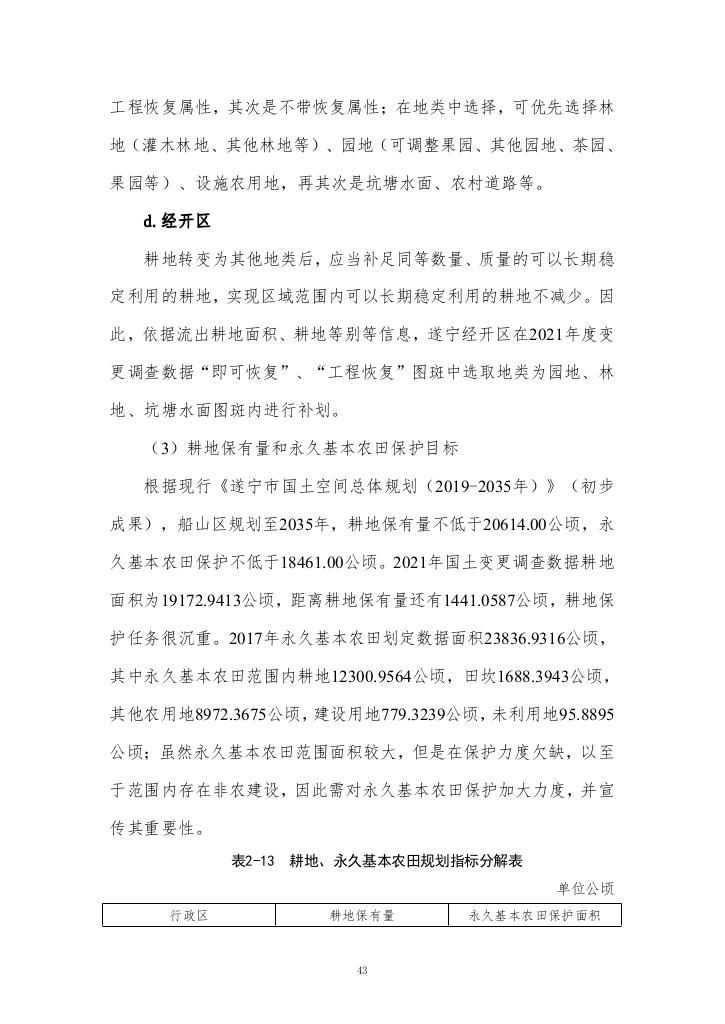 工程恢复属性，其次是不带恢复属性；在地类中选择，可优先选择林
地（灌木林地、其他林地等）、园地（可调整果园、其他园地、茶园、
果园等）、设施农用地，再其次是坑塘水面、农村道路等。
d.经开区
耕地转变为其他地类后，应当补足同等数量、质量的可以长期稳
定利用的耕地，实现区域范围内可以长期稳定利用的耕地不减少。因
此，依据流出耕地面积、耕地等别等信息，遂宁经开区在2021年度变
更调查数据“即可恢复”、“工程恢复”图斑中选取地类为园地、林
地、坑塘水面图斑内进行补划。
（3）耕地保有量和永久基本农田保护目标
根据现行《遂宁市国土空间总体规划（2019-2035年）》（初步
成果），船山区规划至2035年，耕地保有量不低于20614.00公顷，永
久基本农田保护不低于18461.00公顷。2021年国土变更调查数据耕地
面积为19172.9413公顷，距离耕地保有量还有1441.0587公顷，耕地保
护任务很沉重。2017年永久基本农田划定数据面积23836.9316公顷，
其中永久基本农田范围内耕地12300.9564公顷，田坎1688.3943公顷，
其他农用地8972.3675公顷，建设用地779.3239公顷，未利用地95.8895
公顷；虽然永久基本农田范围面积较大，但是在保护力度欠缺，以至
于范围内存在非农建设，因此需对永久基本农田保护加大力度，并宣
传其重要性。
表2-13 耕地、永久基本农田规划指标分解表
单位公顷
行政区 耕地保有量 永久基本农田保护面积
43